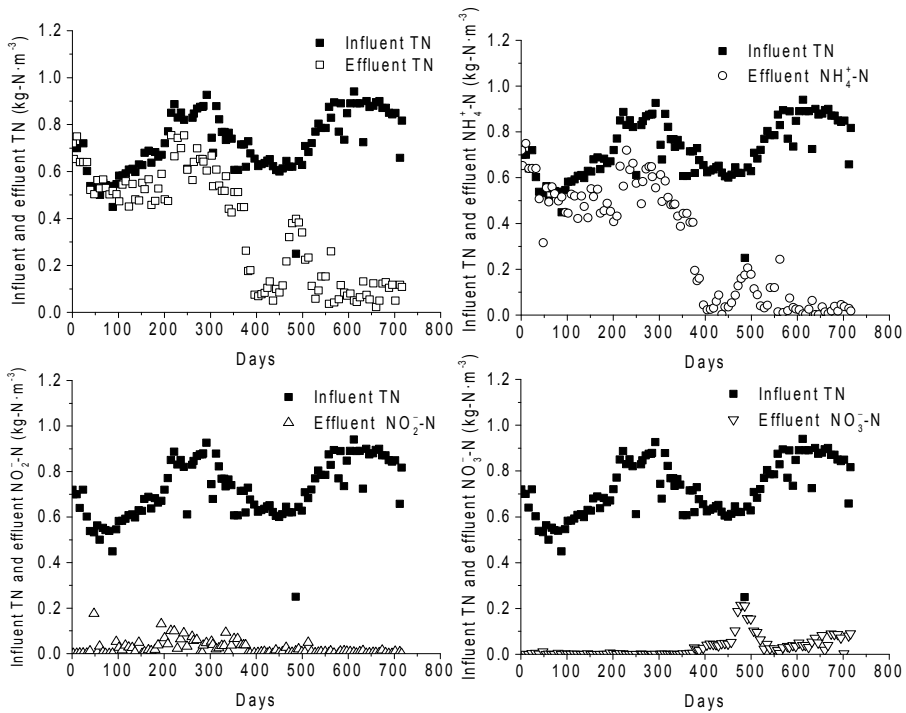 Influent TN
Effluent TN
Influent and effluent TN (kg-N·m⁻³)
1.2
1.0
0.8
0.6
0.4
0.2
0.0
0 100 200 300 400 500 600 700 800
Days
Influent TN
Effluent NH₄⁺-N
Influent TN and effluent NH₄⁺-N (kg-N·m⁻³)
1.2
1.0
0.8
0.6
0.4
0.2
0.0
0 100 200 300 400 500 600 700 800
Days
Influent TN
Effluent NO₂⁻-N
Influent TN and effluent NO₂⁻-N (kg-N·m⁻³)
1.2
1.0
0.8
0.6
0.4
0.2
0.0
0 100 200 300 400 500 600 700 800
Days
Influent TN
Effluent NO₃⁻-N
Influent TN and effluent NO₃⁻-N (kg-N·m⁻³)
1.2
1.0
0.8
0.6
0.4
0.2
0.0
0 100 200 300 400 500 600 700 800
Days